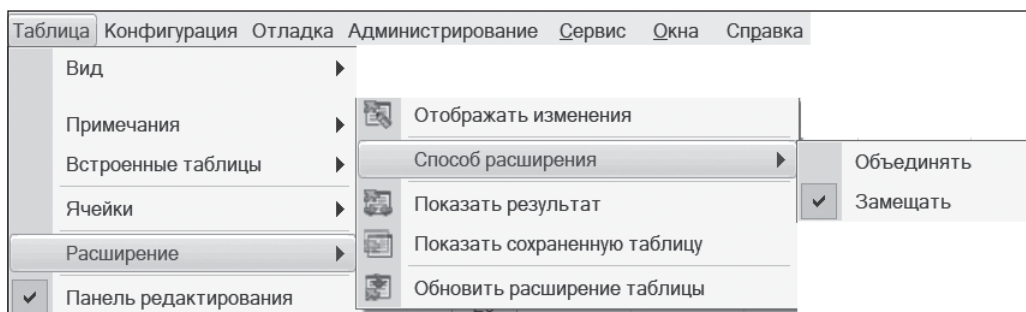 Таблица Конфигурация Отладка Администрирование Сервис Окна Справка
Вид
Примечания
Встроенные таблицы
Ячейки
Расширение
Панель редактирования
Отображать изменения
Способ расширения
Показать результат
Показать сохраненную таблицу
Обновить расширение таблицы
Объединять
Замещать